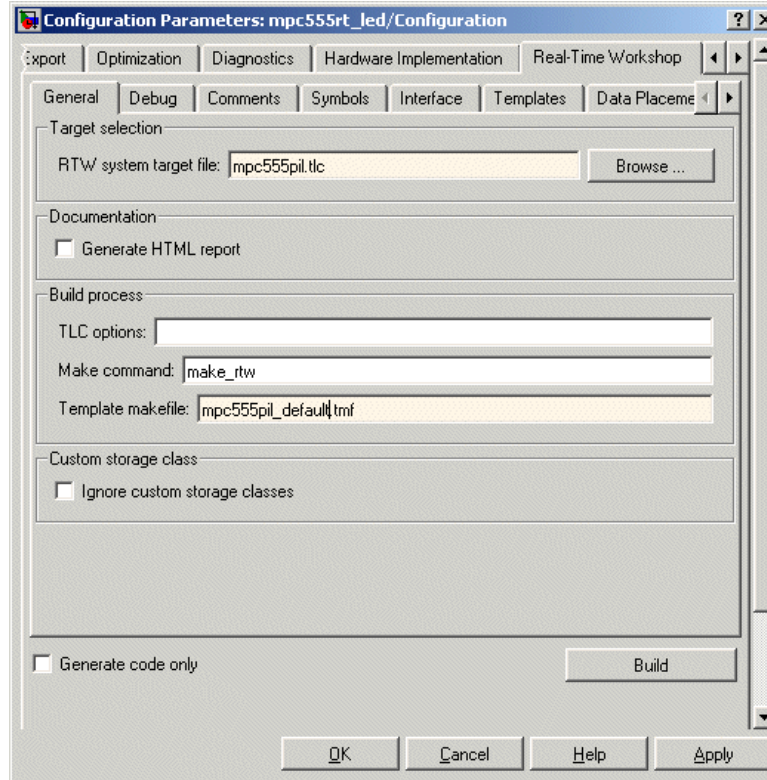 Configuration Parameters: mpc555rt_led/Configuration
Export Optimization Diagnostics Hardware Implementation Real-Time Workshop
General Debug Comments Symbols Interface Templates Data Placeme
Target selection
RTW system target file: mpc555pil.tlc Browse ...
Documentation
Generate HTML report
Build process
TLC options:
Make command: make_rtw
Template makefile: mpc555pil_default.tmf
Custom storage class
Ignore custom storage classes
Generate code only Build
OK Cancel Help Apply